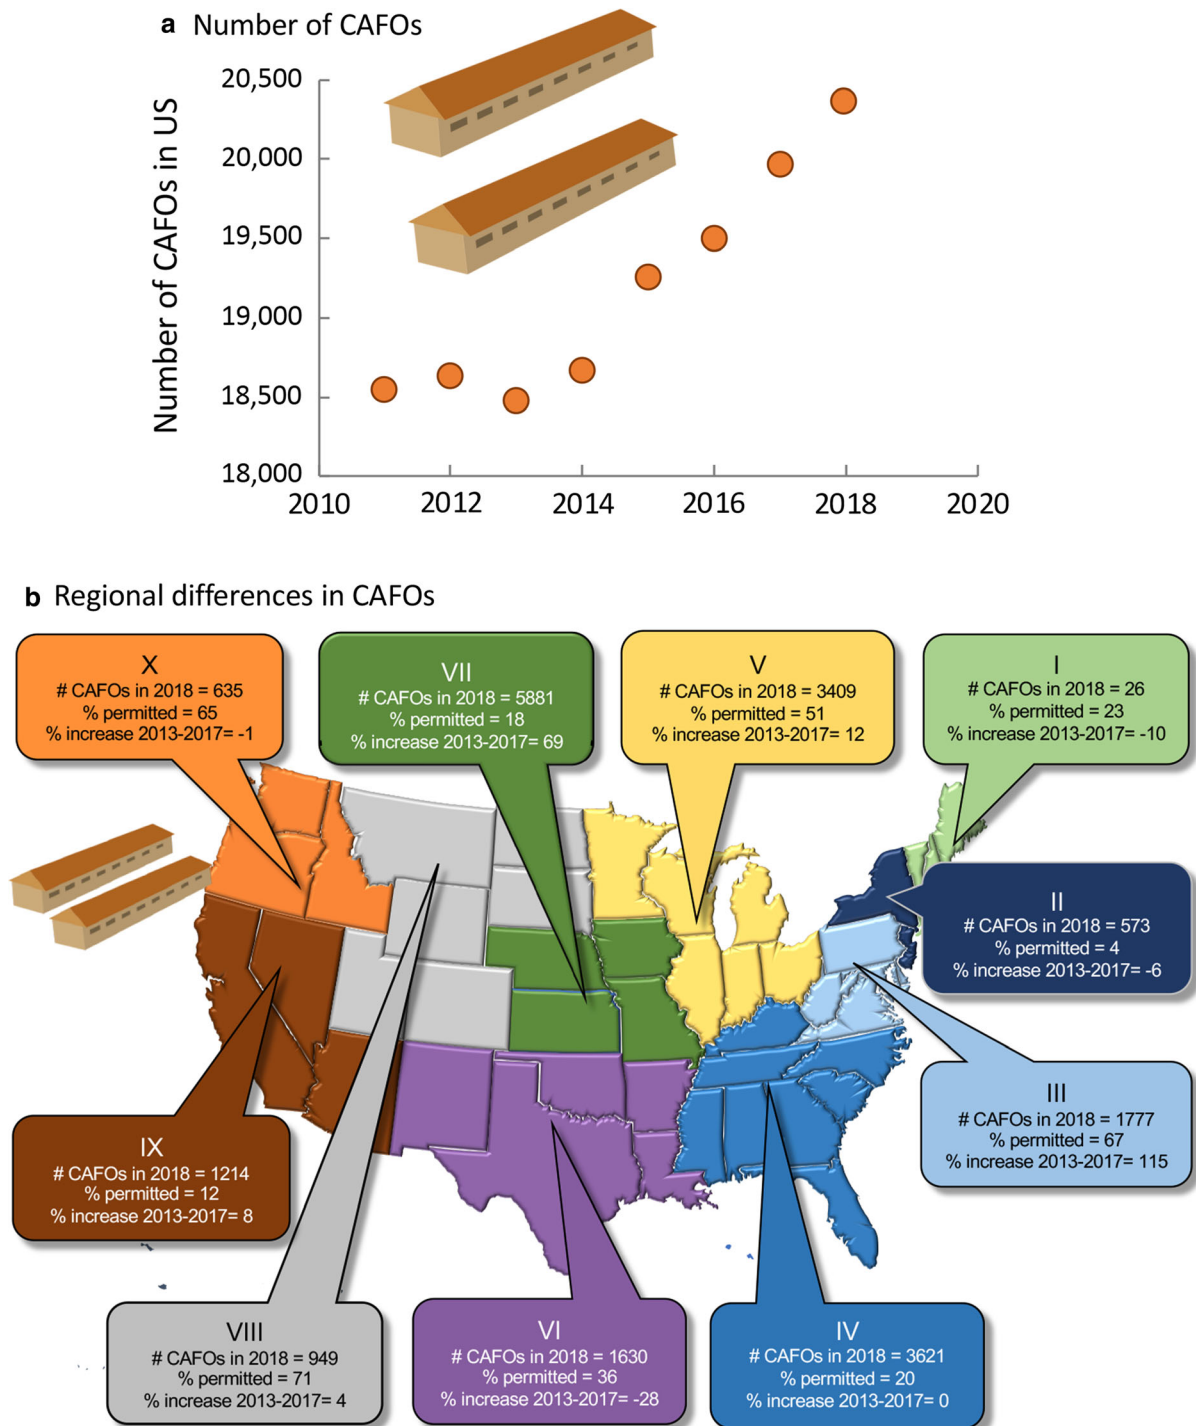 a Number of CAFOs
Number of CAFOs in US
20,500
20,000
19,500
19,000
18,500
18,000
2010 2012 2014 2016 2018 2020
b Regional differences in CAFOs
X
# CAFOs in 2018 = 635
% permitted = 65
% increase 2013-2017= -1
VII
# CAFOs in 2018 = 5881
% permitted = 18
% increase 2013-2017= 69
V
# CAFOs in 2018 = 3409
% permitted = 51
% increase 2013-2017= 12
I
# CAFOs in 2018 = 26
% permitted = 23
% increase 2013-2017= -10
II
# CAFOs in 2018 = 573
% permitted = 4
% increase 2013-2017= -6
III
# CAFOs in 2018 = 1777
% permitted = 67
% increase 2013-2017= 115
IX
# CAFOs in 2018 = 1214
% permitted = 12
% increase 2013-2017= 8
VIII
# CAFOs in 2018 = 949
% permitted = 71
% increase 2013-2017= 4
VI
# CAFOs in 2018 = 1630
% permitted = 36
% increase 2013-2017= -28
IV
# CAFOs in 2018 = 3621
% permitted = 20
% increase 2013-2017= 0